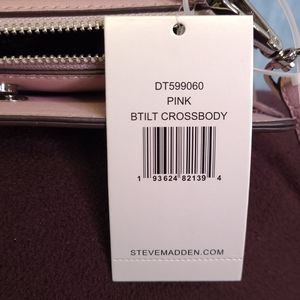 DT599060
PINK
BTILT CROSSBODY
1 93624 82139 4
STEVEMADDEN.COM